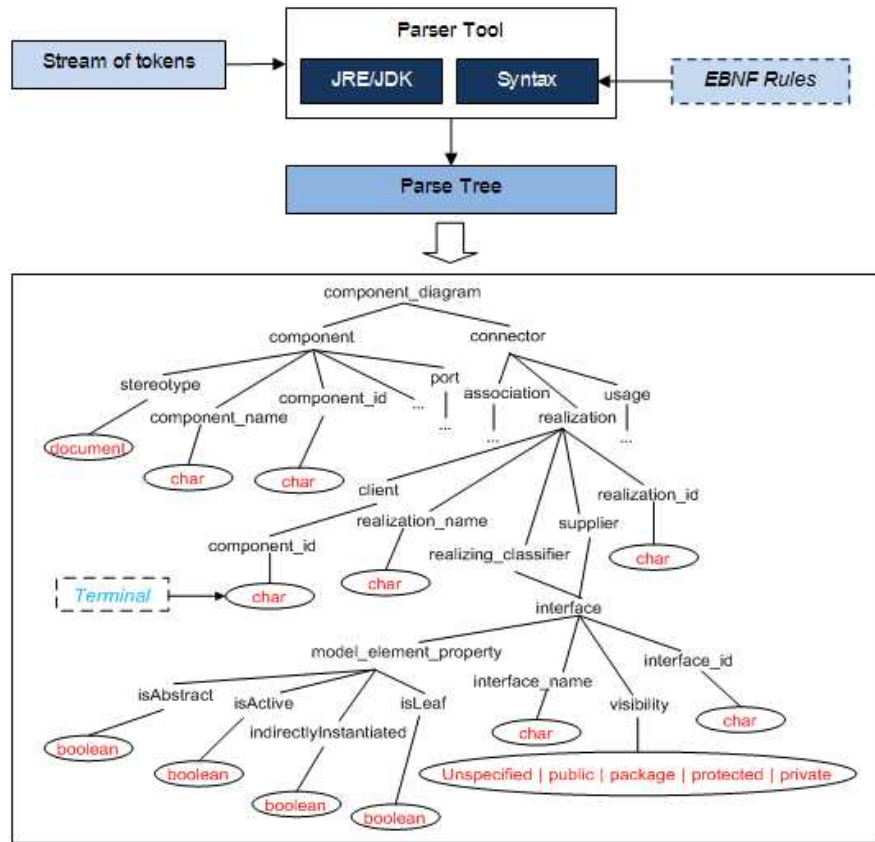 Parser Tool
Stream of tokens
JRE/JDK
Syntax
EBNF Rules
Parse Tree
component_diagram
component
connector
stereotype
component_name
component_id
...
port
...
association
...
realization
usage
...
document
char
char
client
realization_name
realizing_classifier
supplier
realization_id
component_id
char
char
char
Terminal
interface
model_element_property
interface_name
visibility
interface_id
isAbstract
isActive
indirectlyInstantiated
isLeaf
char
char
boolean
boolean
boolean
boolean
Unspecified | public | package | protected | private